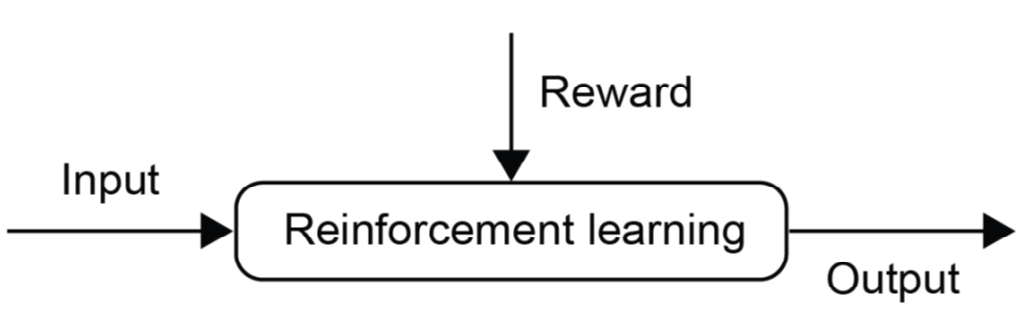 Reward
Input
Reinforcement learning
Output